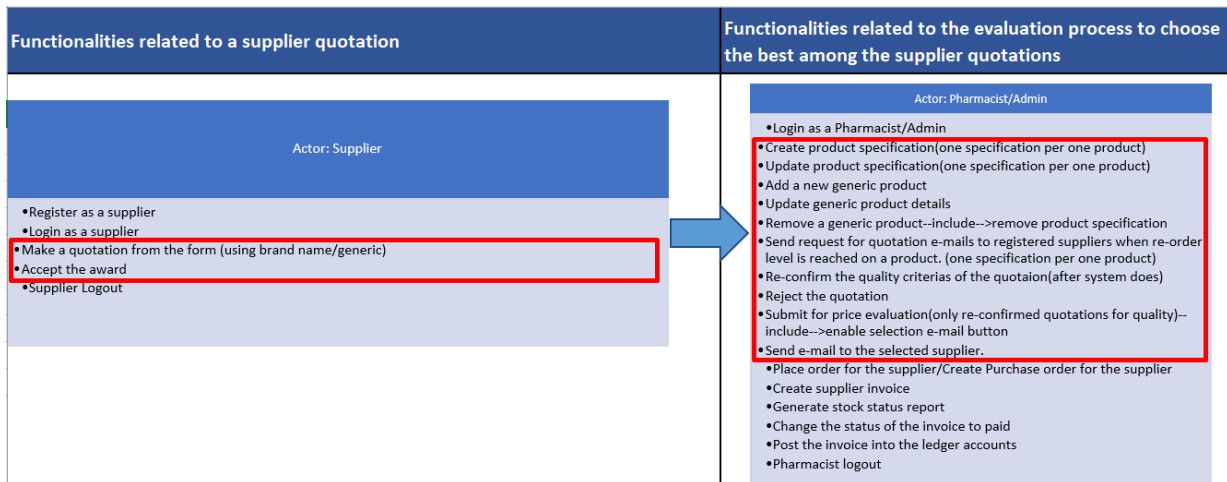 Functionalities related to a supplier quotation
Functionalities related to the evaluation process to choose
the best among the supplier quotations
Actor: Supplier
•Register as a supplier
•Login as a supplier
•Make a quotation from the form (using brand name/generic)
•Accept the award
•Supplier Logout
Actor: Pharmacist/Admin
•Login as a Pharmacist/Admin
•Create product specification(one specification per one product)
•Update product specification(one specification per one product)
•Add a new generic product
•Update generic product details
•Remove a generic product--include-->remove product specification
•Send request for quotation e-mails to registered suppliers when re-order
level is reached on a product. (one specification per one product)
•Re-confirm the quality criterias of the quotaion(after system does)
•Reject the quotation
•Submit for price evaluation(only re-confirmed quotations for quality)--
include-->enable selection e-mail button
•Send e-mail to the selected supplier.
•Place order for the supplier/Create Purchase order for the supplier
•Create supplier invoice
•Generate stock status report
•Change the status of the invoice to paid
•Post the invoice into the ledger accounts
•Pharmacist logout